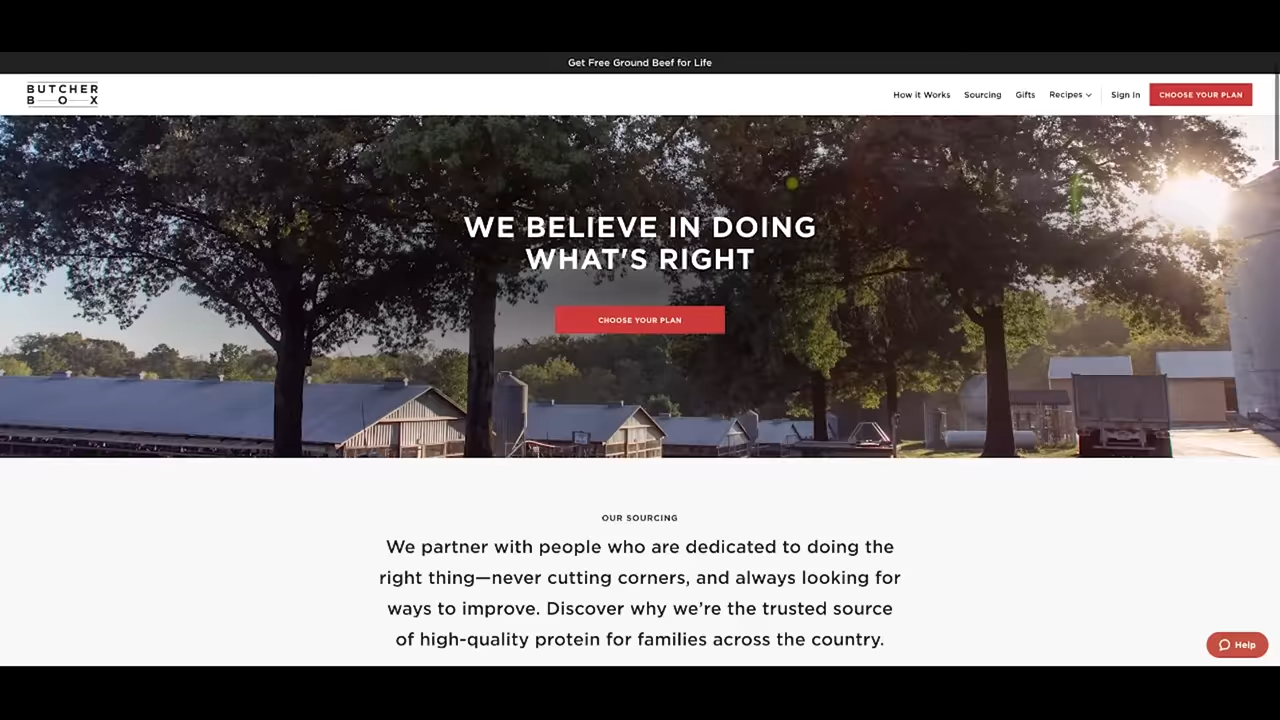 Get Free Ground Beef for Life
BUTCHER
BOX
How it Works
Sourcing
Gifts
Recipes
Sign In
CHOOSE YOUR PLAN
WE BELIEVE IN DOING
WHAT'S RIGHT
CHOOSE YOUR PLAN
OUR SOURCING
We partner with people who are dedicated to doing the
right thing—never cutting corners, and always looking for
ways to improve. Discover why we're the trusted source
of high-quality protein for families across the country.
Help